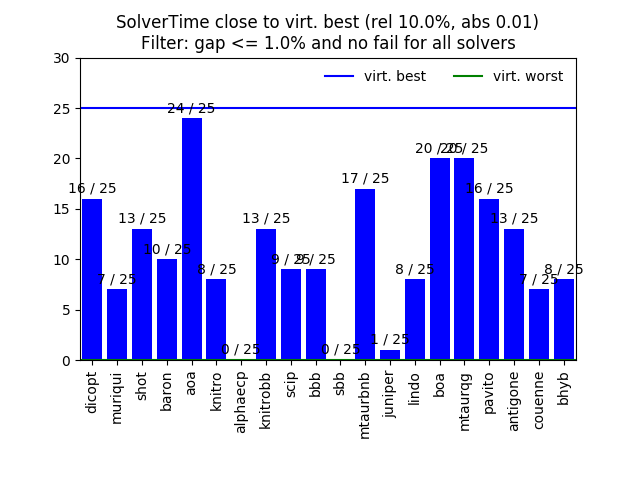 SolverTime close to virt. best (rel 10.0%, abs 0.01)
Filter: gap <= 1.0% and no fail for all solvers
virt. best
virt. worst
30
25
20
15
10
5
0
16 / 25
7 / 25
13 / 25
10 / 25
24 / 25
8 / 25
0 / 25
13 / 25
9 / 25
9 / 25
0 / 25
17 / 25
1 / 25
8 / 25
20 / 25
20 / 25
16 / 25
13 / 25
7 / 25
8 / 25
dicopt
muriqui
shot
baron
aoa
knitro
alphaecp
knitrobb
scip
bbb
sbb
mtaurbnb
juniper
lindo
boa
mtaurqg
pavito
antigone
couenne
bhyb